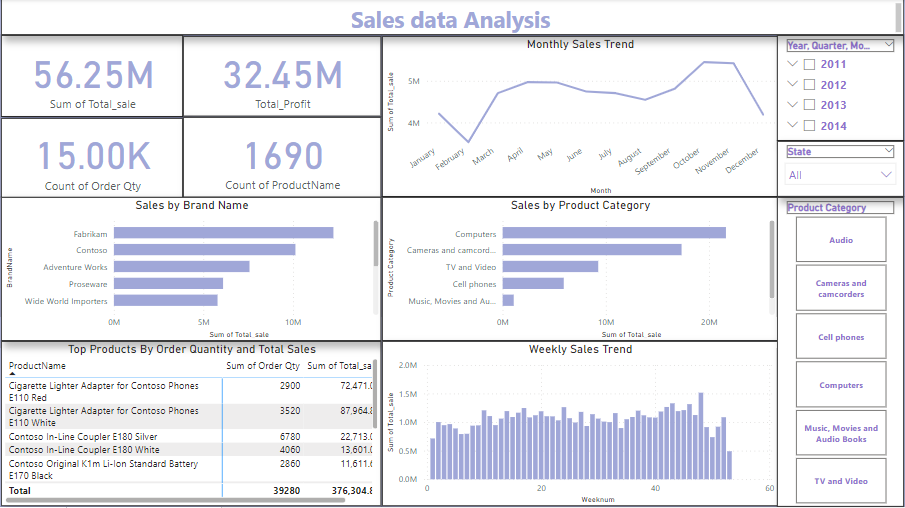 Sales data Analysis
56.25M
Sum of Total_sale
32.45M
Total_Profit
15.00K
Count of Order Qty
1690
Count of ProductName
Monthly Sales Trend
Sum of Total_sale
5M
4M
January
February
March
April
May
June
July
August
September
October
November
December
Month
Year, Quarter, Mo...
2011
2012
2013
2014
State
All
Sales by Brand Name
BrandName
Fabrikam
Contoso
Adventure Works
Proseware
Wide World Importers
0M
5M
10M
Sum of Total_sale
Sales by Product Category
Product Category
Computers
Cameras and camcord...
TV and Video
Cell phones
Music, Movies and Au...
0M
10M
20M
Sum of Total_sale
Product Category
Audio
Cameras and
camcorders
Cell phones
Computers
Music, Movies and
Audio Books
TV and Video
Top Products By Order Quantity and Total Sales
ProductName Sum of Order Qty Sum of Total_sa
Cigarette Lighter Adapter for Contoso Phones 2900 72,471.0
E110 Red
Cigarette Lighter Adapter for Contoso Phones 3520 87,964.8
E110 White
Contoso In-Line Coupler E180 Silver 6780 22,713.0
Contoso In-Line Coupler E180 White 4060 13,601.0
Contoso Original K1m Li-Ion Standard Battery 2860 11,611.6
E170 Black
Total 39280 376,304.8
Weekly Sales Trend
Sum of Total_sale
2.0M
1.5M
1.0M
0.5M
0.0M
0
20
40
60
Weeknum